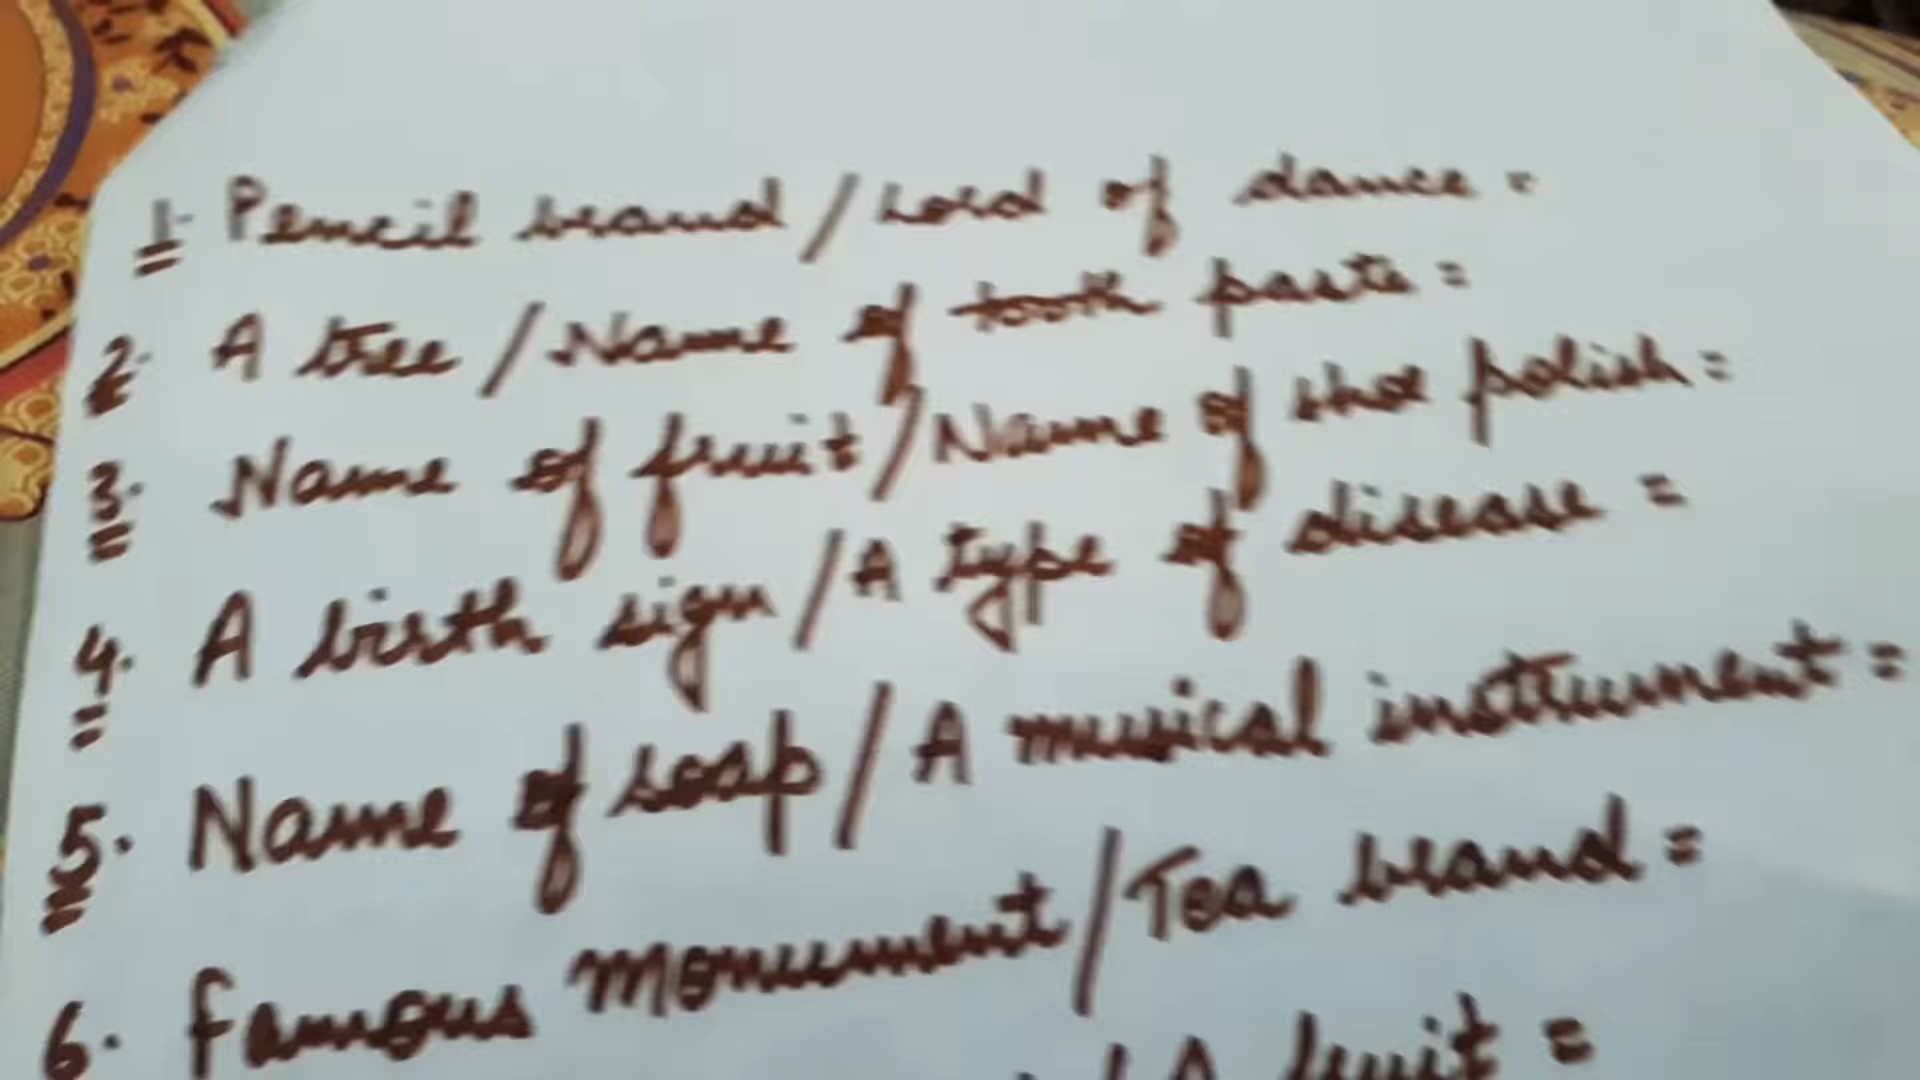 1. Pencil brand / Lord of dance =
2. A tree / Name of tooth paste =
3. Name of fruit / Name of shoe polish =
4. A birth sign / A type of disease =
5. Name of soap / A musical instrument =
6. Famous monument / Tea brand =
/ A fruit =